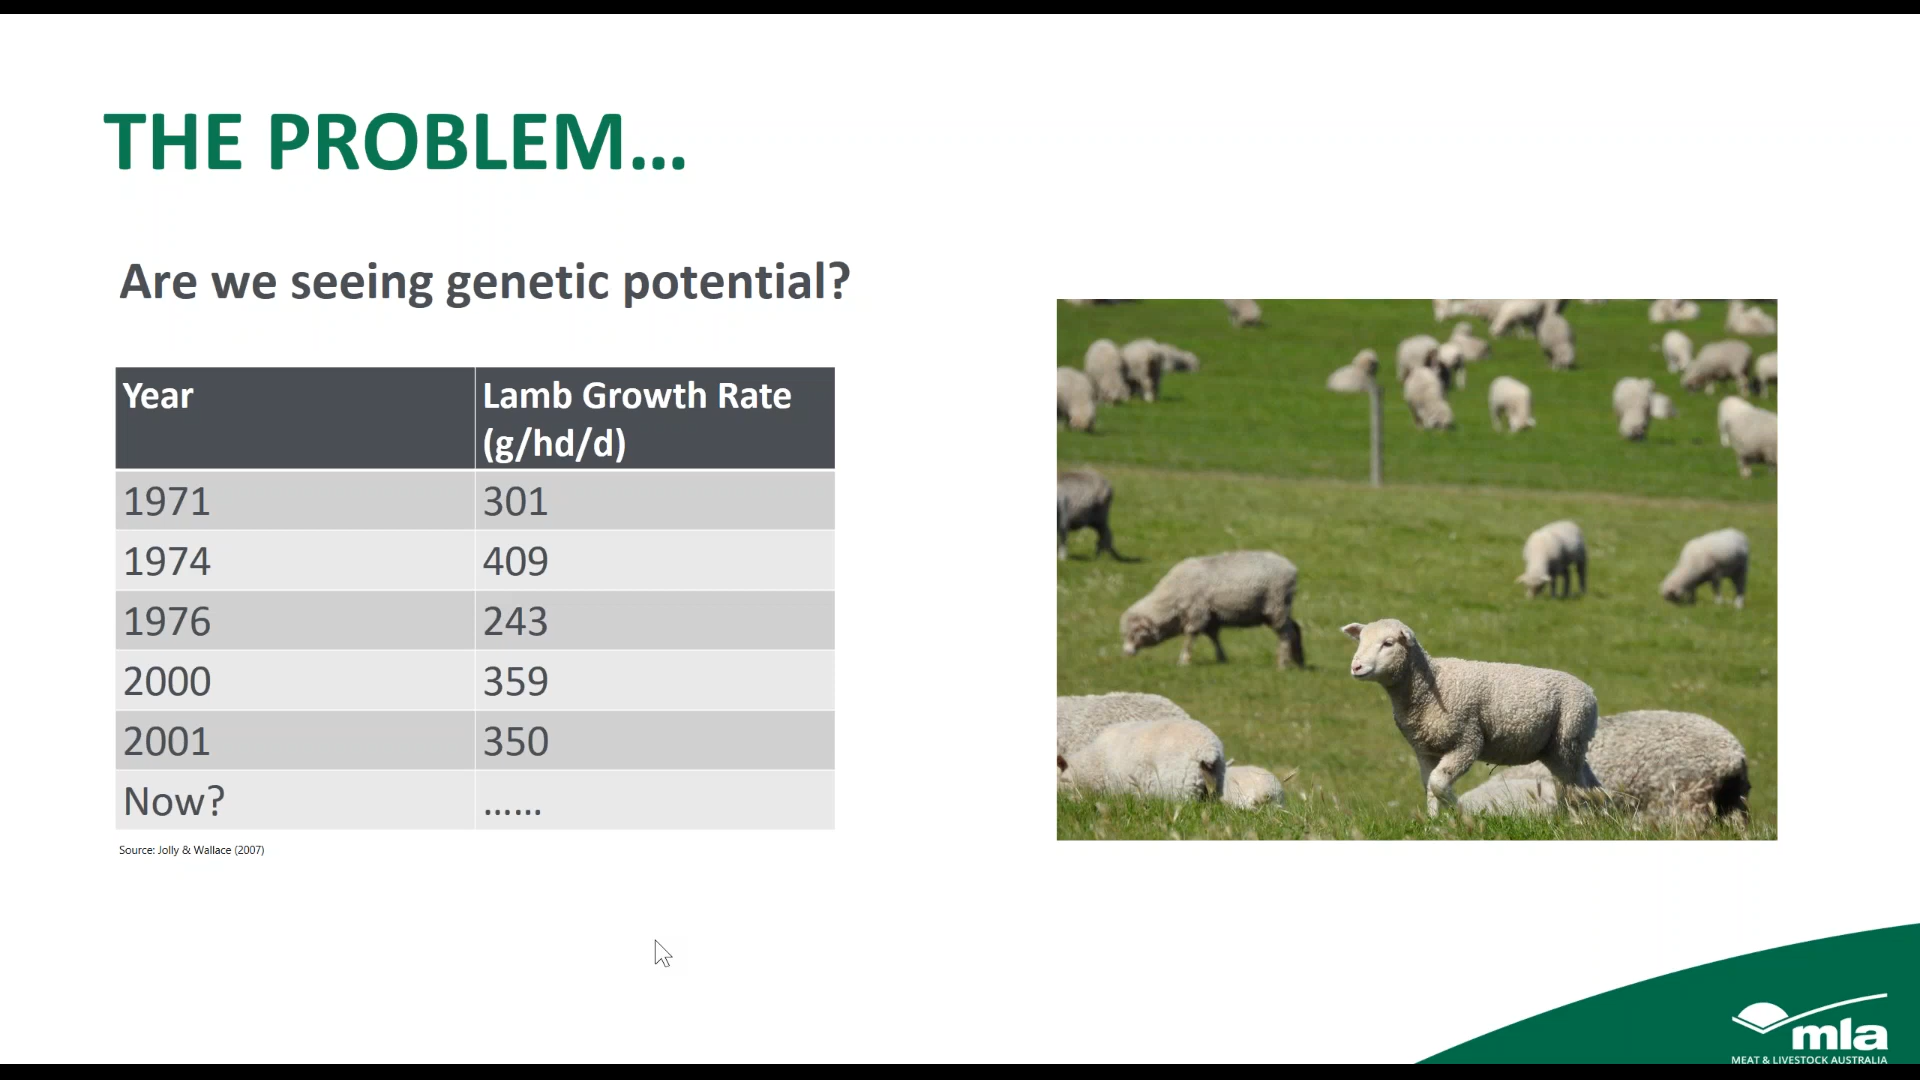 THE PROBLEM...
Are we seeing genetic potential?
Year
Lamb Growth Rate
(g/hd/d)
1971
301
1974
409
1976
243
2000
359
2001
350
Now?
......
Source: Jolly & Wallace (2007)
mla
MEAT & LIVESTOCK AUSTRALIA